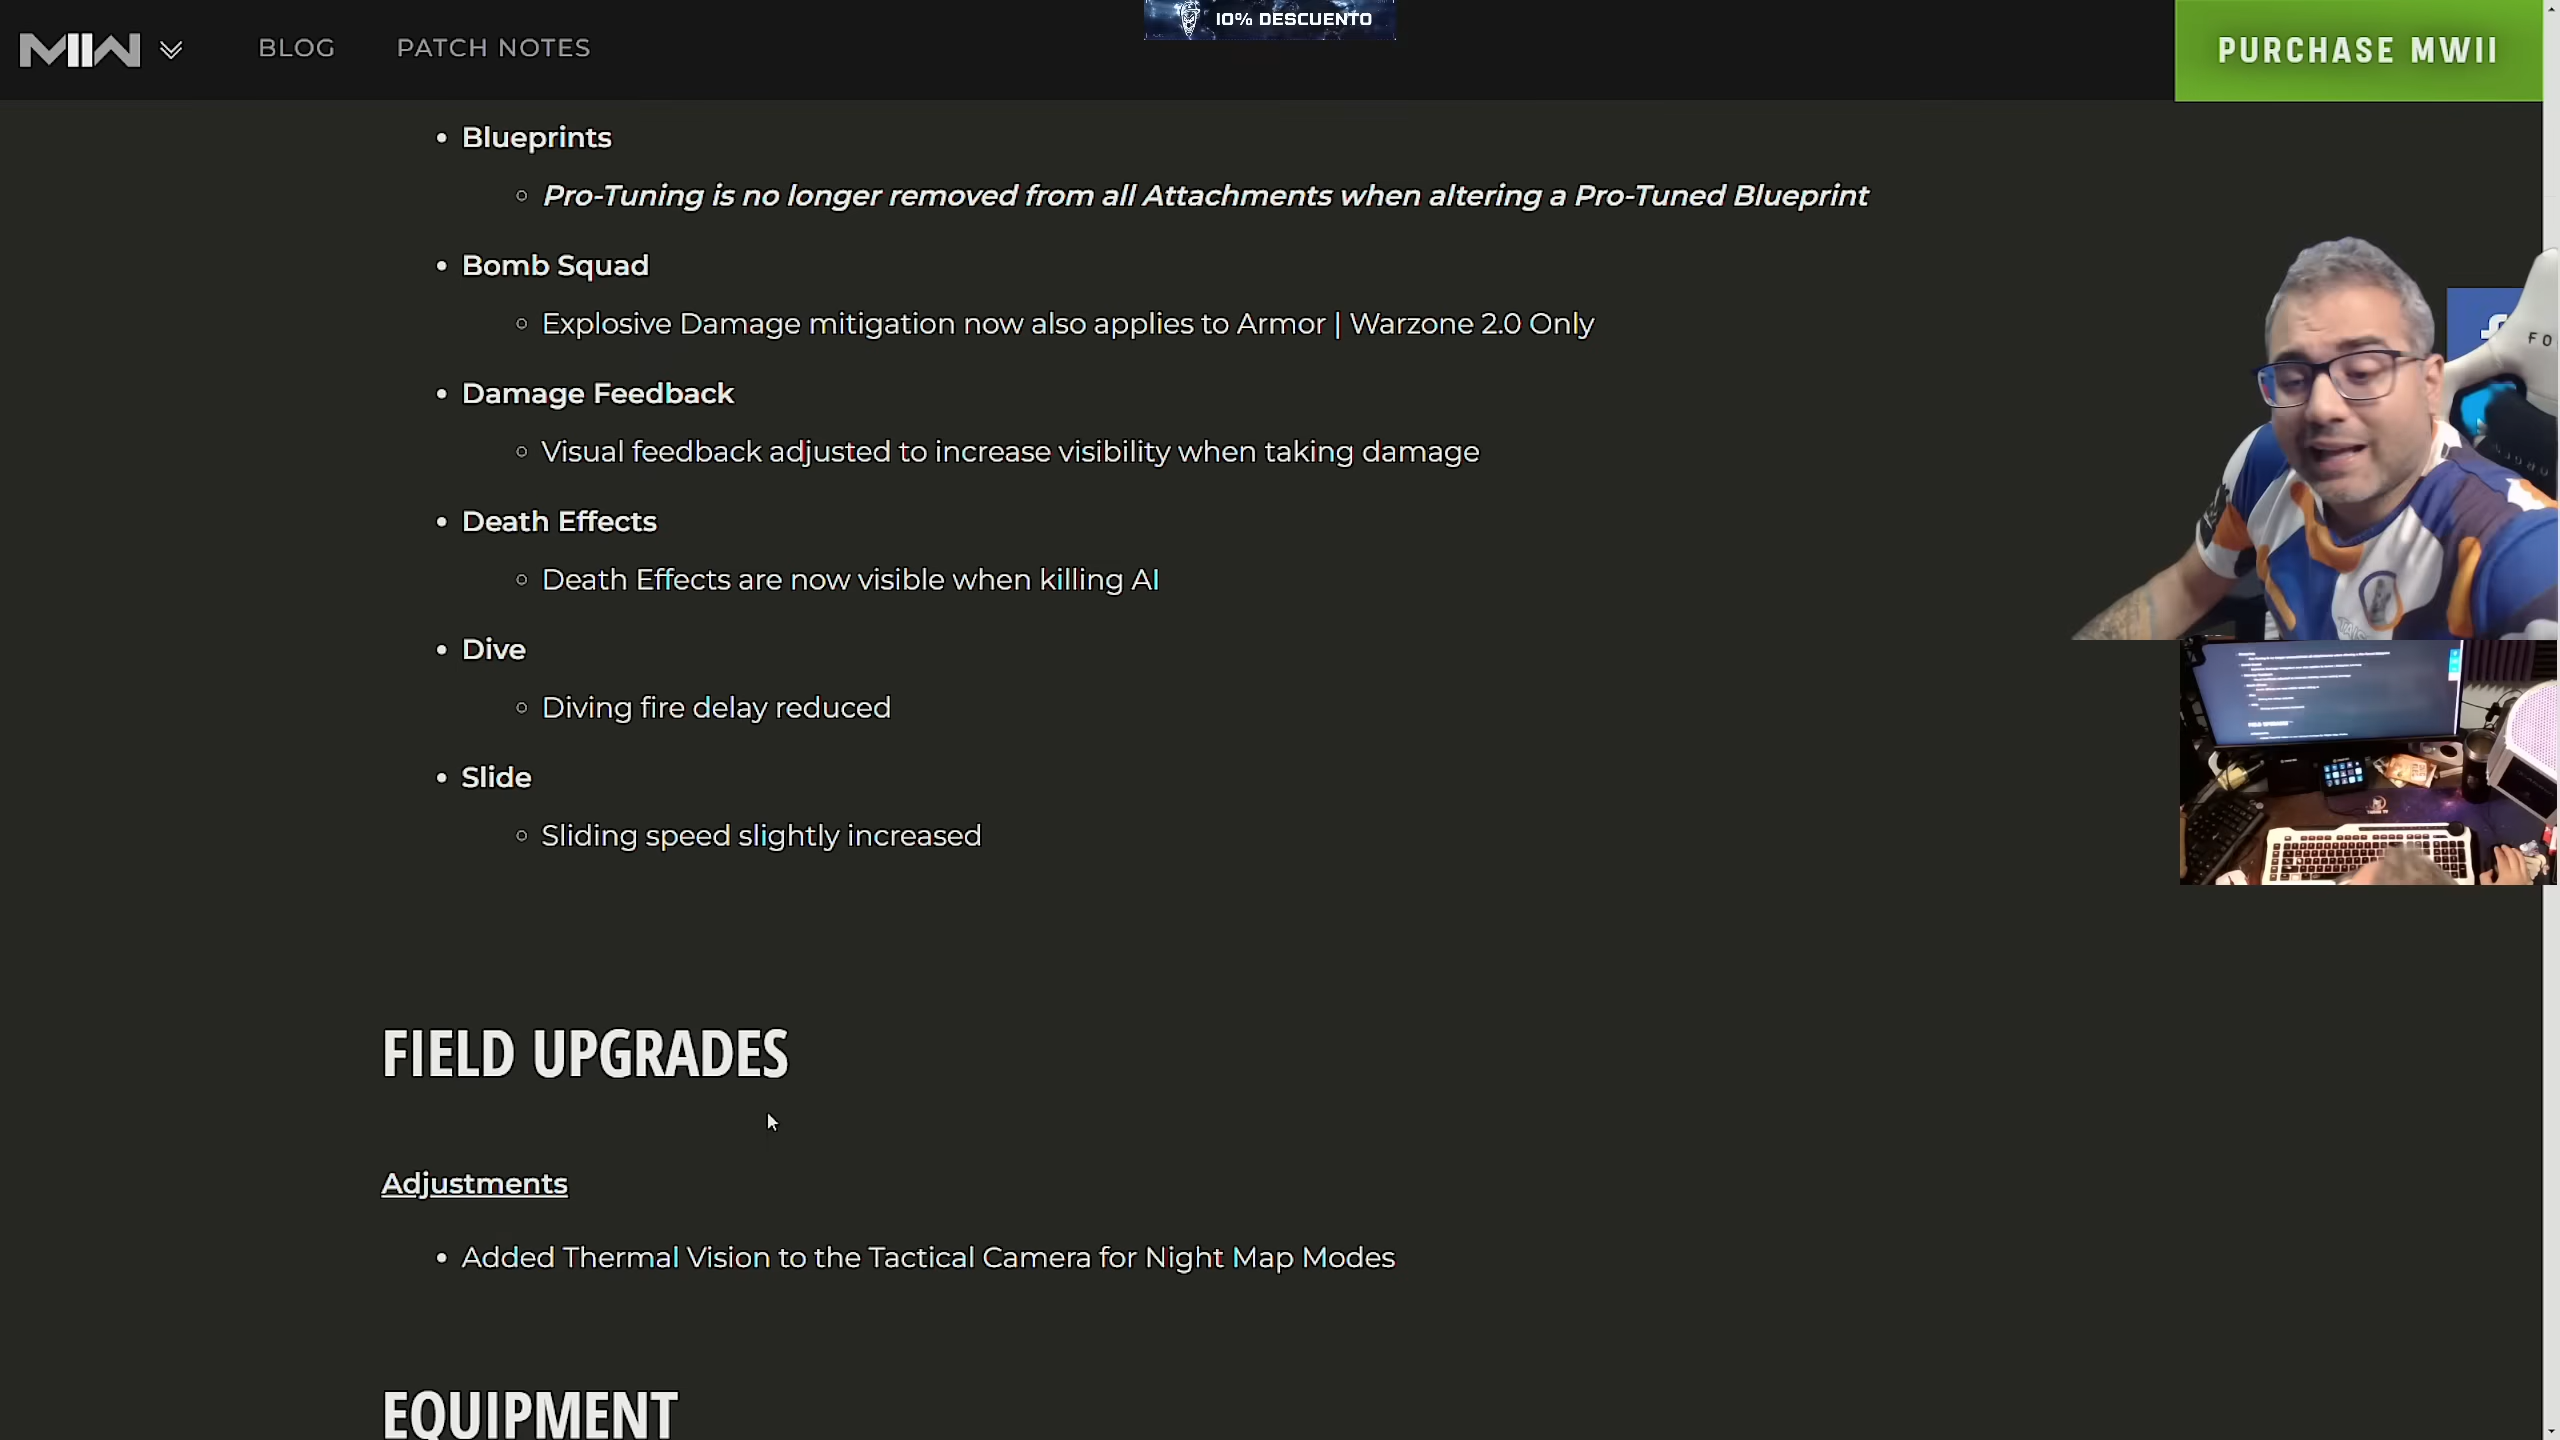 MW
BLOG
PATCH NOTES
10% DESCUENTO
PURCHASE MWII
Blueprints
Pro-Tuning is no longer removed from all Attachments when altering a Pro-Tuned Blueprint
Bomb Squad
Explosive Damage mitigation now also applies to Armor | Warzone 2.0 Only
FO
Damage Feedback
Visual feedback adjusted to increase visibility when taking damage
Death Effects
Death Effects are now visible when killing AI
Dive
Diving fire delay reduced
Slide
Sliding speed slightly increased
FIELD UPGRADES
Adjustments
Added Thermal Vision to the Tactical Camera for Night Map Modes
EQUIPMENT